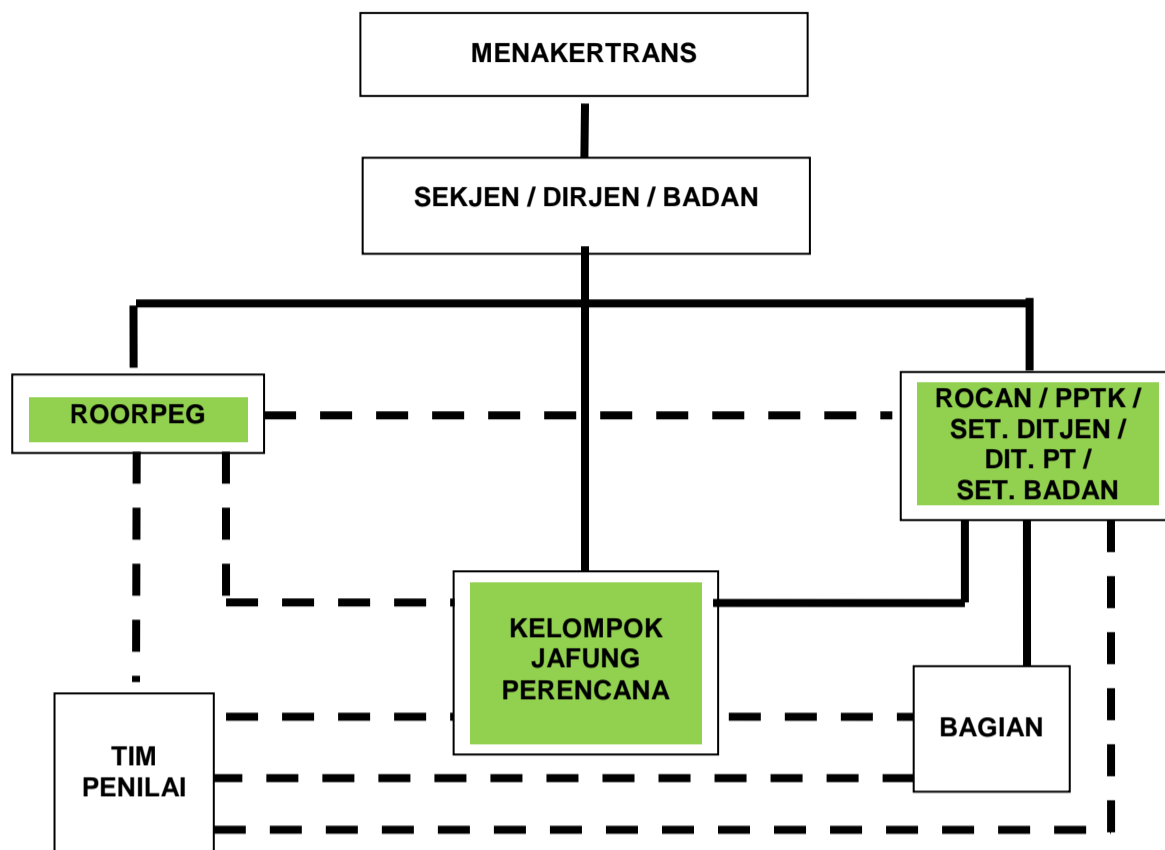 MENAKERTRANS
SEKJEN / DIRJEN / BADAN
ROORPEG
ROCAN / PPTK /
SET. DITJEN /
DIT. PT /
SET. BADAN
KELOMPOK
JAFUNG
PERENCANA
TIM
PENILAI
BAGIAN